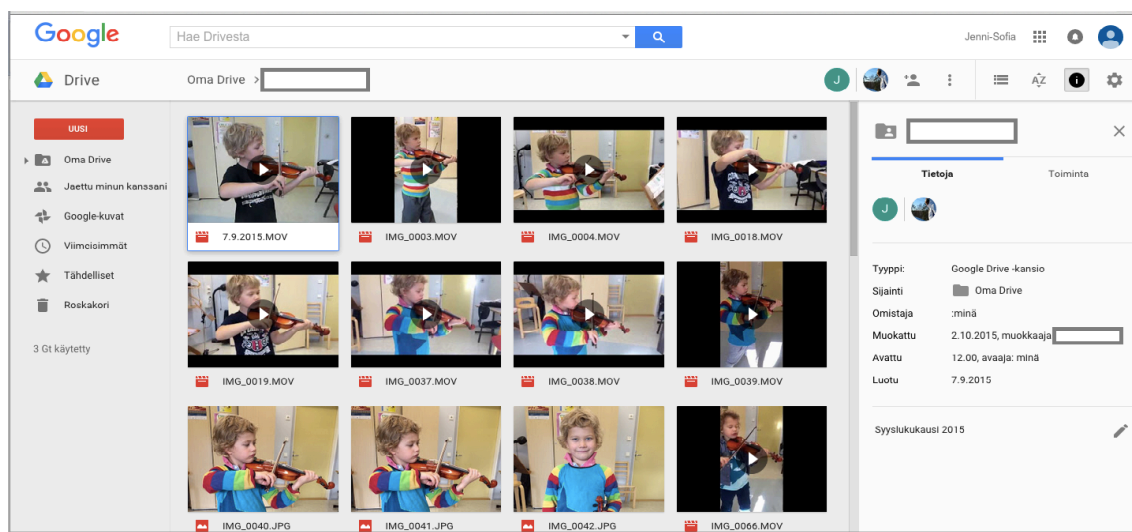 Google
Hae Drivesta
Jenni-Sofia
Drive
Oma Drive >
J
AZ
UUSI
Oma Drive
Jaettu minun kanssani
Google-kuvat
Viimeisimmät
Tähdelliset
Roskakori
3 Gt käytetty
7.9.2015.MOV
IMG_0003.MOV
IMG_0004.MOV
IMG_0018.MOV
IMG_0019.MOV
IMG_0037.MOV
IMG_0038.MOV
IMG_0039.MOV
IMG_0040.JPG
IMG_0041.JPG
IMG_0042.JPG
IMG_0066.MOV
Tietoja
Toiminta
J
Tyyppi: Google Drive -kansio
Sijainti Oma Drive
Omistaja :minä
Muokattu 2.10.2015, muokkaaja
Avattu 12.00, avaaja: minä
Luotu 7.9.2015
Syyslukukausi 2015